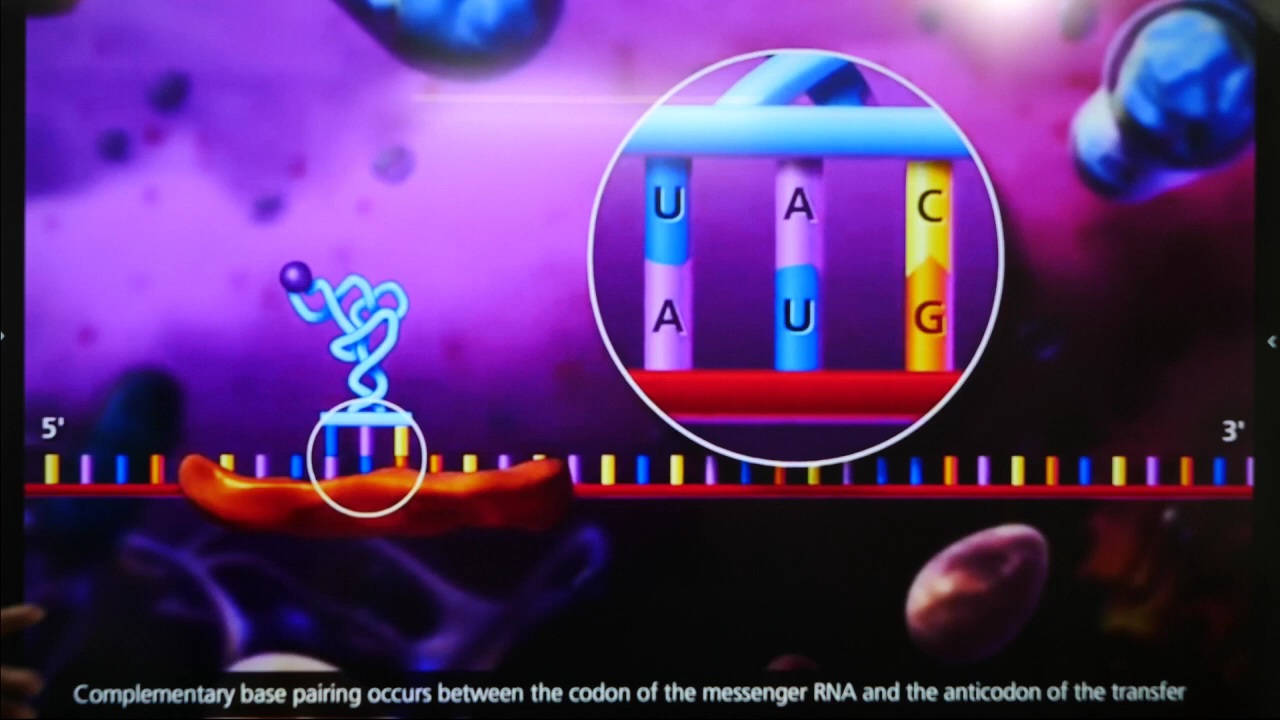 U A C
A U G
5'
3'
Complementary base pairing occurs between the codon of the messenger RNA and the anticodon of the transfer